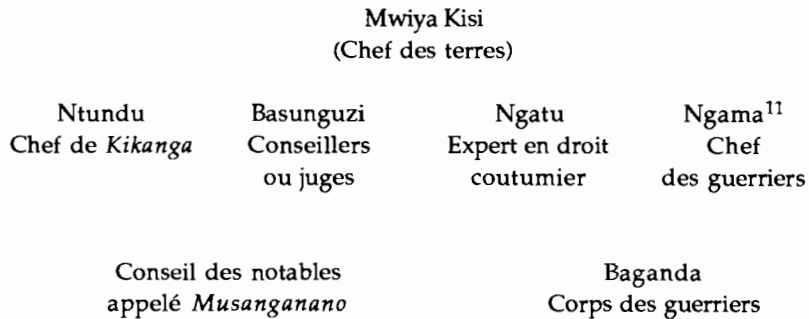 Mwiya Kisi
(Chef des terres)
Ntundu Basunguzi Ngatu Ngama¹¹
Chef de Kikanga Conseillers Expert en droit Chef
ou juges coutumier des guerriers
Conseil des notables Baganda
appelé Musanganano Corps des guerriers